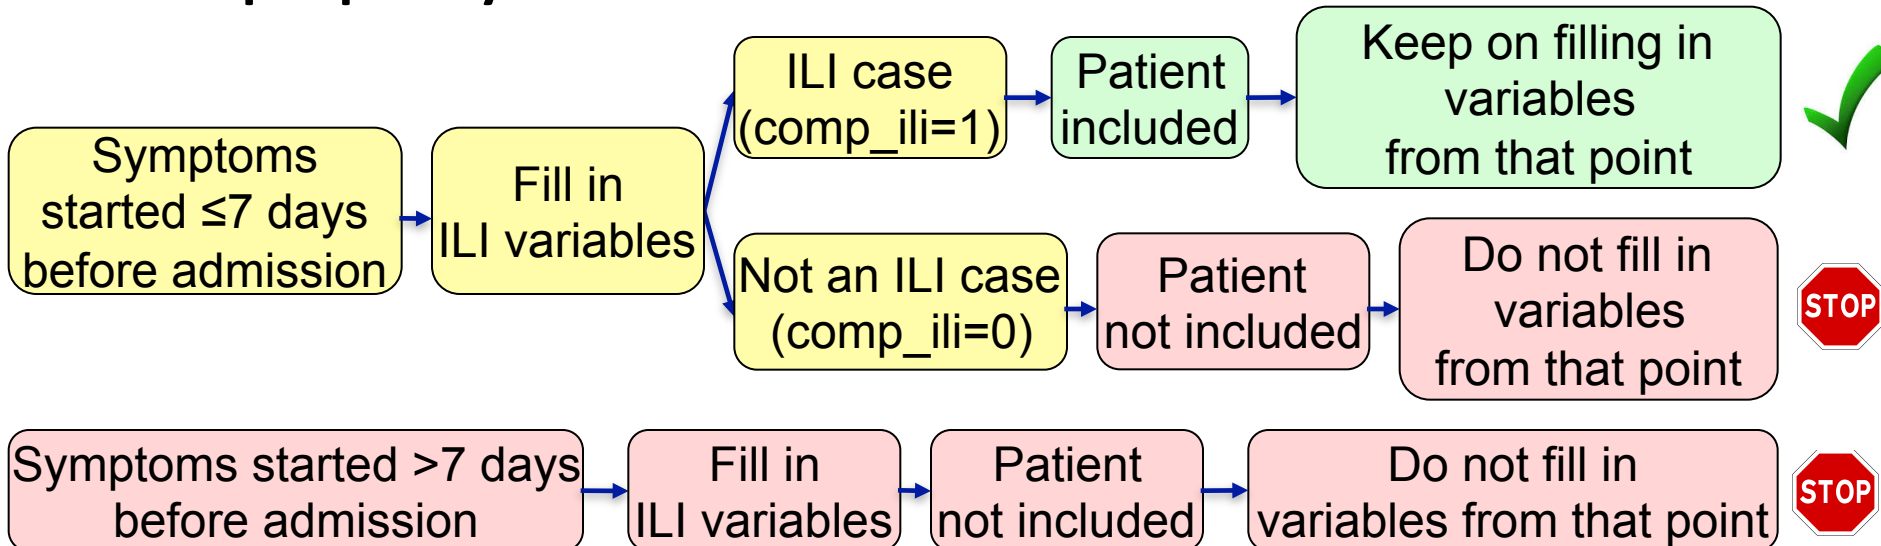 ILI case
(comp_ili=1)
Patient
included
Keep on filling in
variables
from that point
Symptoms
started ≤7 days
before admission
Fill in
ILI variables
Not an ILI case
(comp_ili=0)
Patient
not included
Do not fill in
variables
from that point
STOP
Symptoms started >7 days
before admission
Fill in
ILI variables
Patient
not included
Do not fill in
variables from that point
STOP